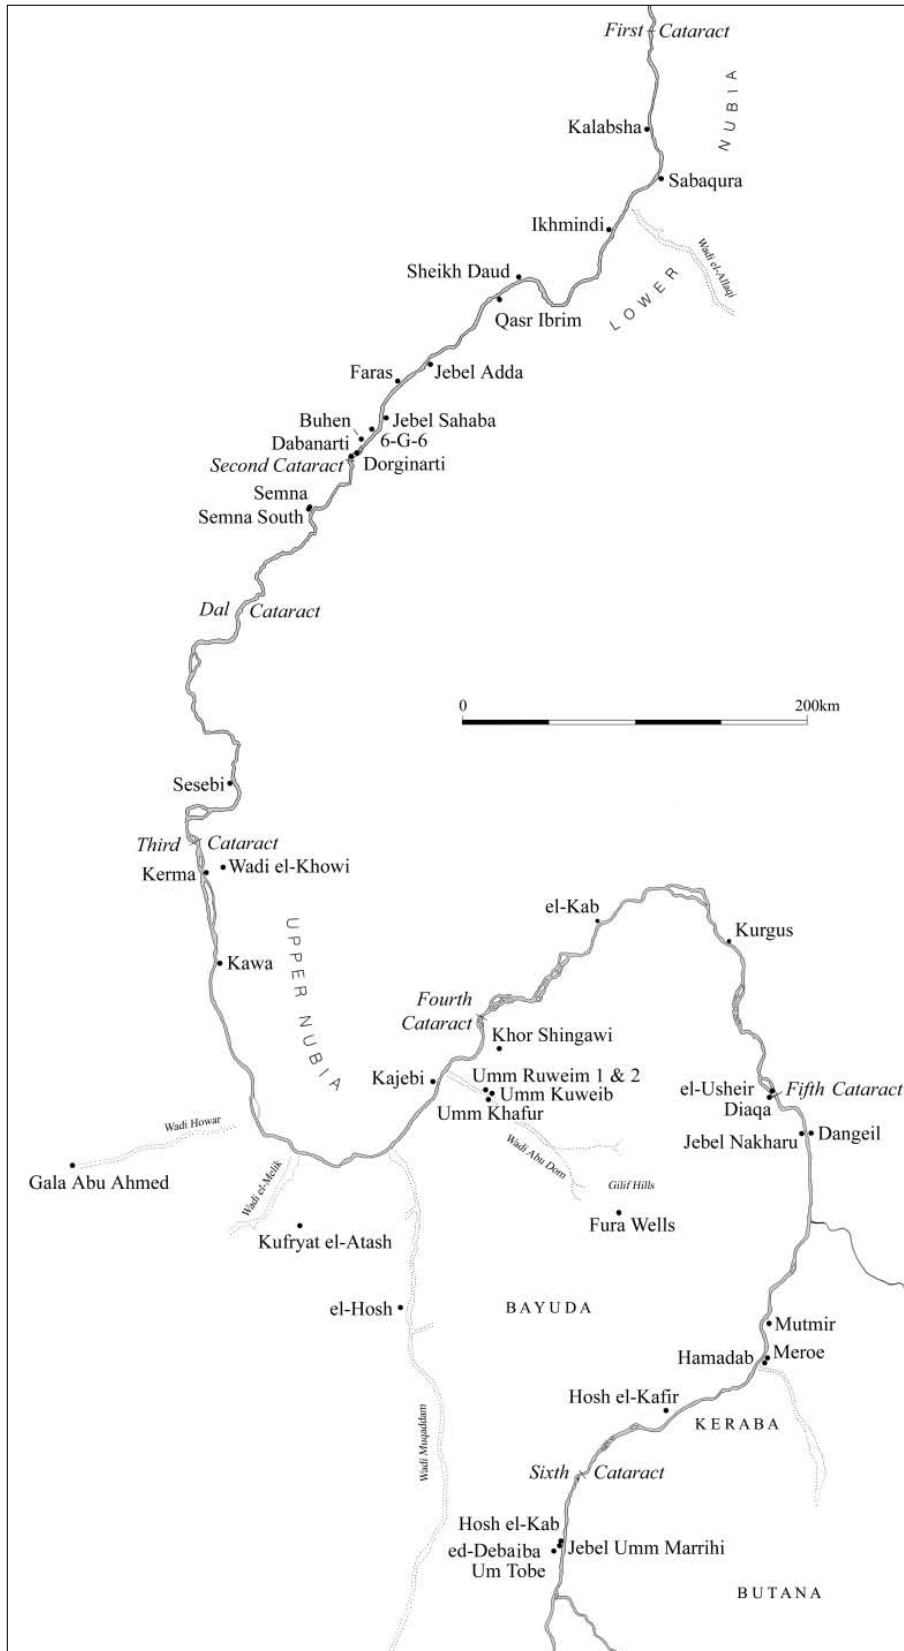 First Cataract
NUBIA
Kalabsha
Sabaqura
Ikhmindi
Wadi el-Allaqi
Sheikh Daud
LOWER
Qasr Ibrim
Jebel Adda
Faras
Buhen
Jebel Sahaba
Dabanarti
6-G-6
Second Cataract
Dorginarti
Semna
Semna South
Dal Cataract
0 200km
Sesebi
Third Cataract
Wadi el-Khowi
Kerma
el-Kab
UPPER NUBIA
Kurgus
Kawa
Fourth
Cataract
Khor Shingawi
Kajebi
Umm Ruweim 1 & 2
Umm Kuweib
Umm Khafur
el-Usheir
Fifth Cataract
Diaqa
Wadi Howar
Jebel Nakharu
Dangeil
Wadi Abu Dom
Gala Abu Ahmed
Wadi el-Melik
Gilif Hills
Fura Wells
Kufryat el-Atash
el-Hosh
BAYUDA
Mutmir
Hamadab
Meroe
Hosh el-Kafir
KERABA
Wadi Muqaddam
Sixth Cataract
Hosh el-Kab
ed-Debaiba
Jebel Umm Marrihi
Um Tobe
BUTANA